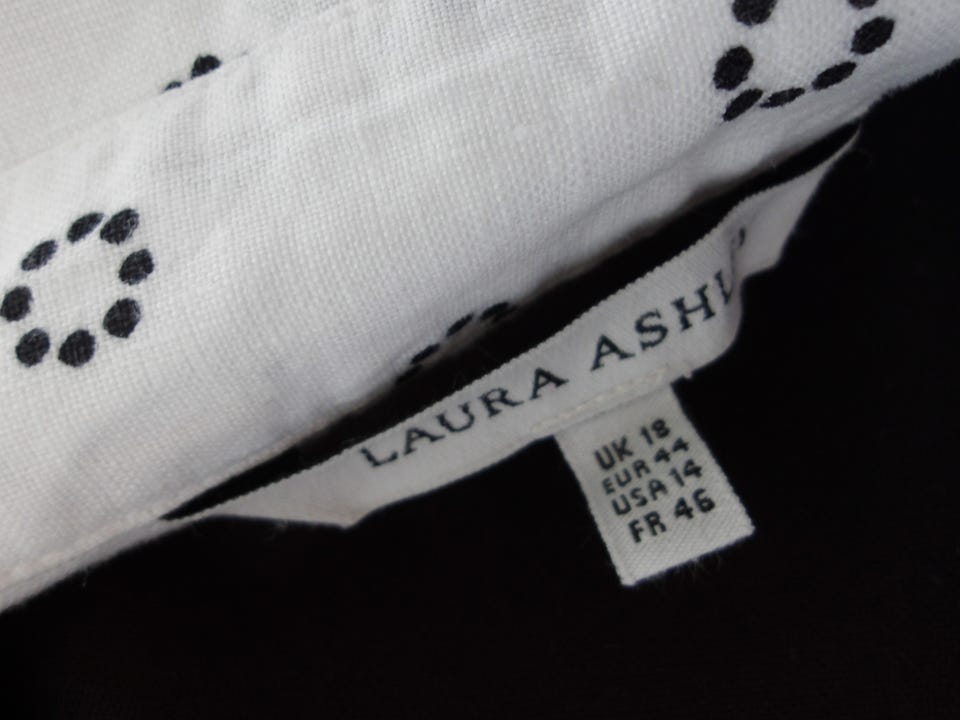 LAURA ASHL
UK 18
EUR 44
USA 14
FR 46